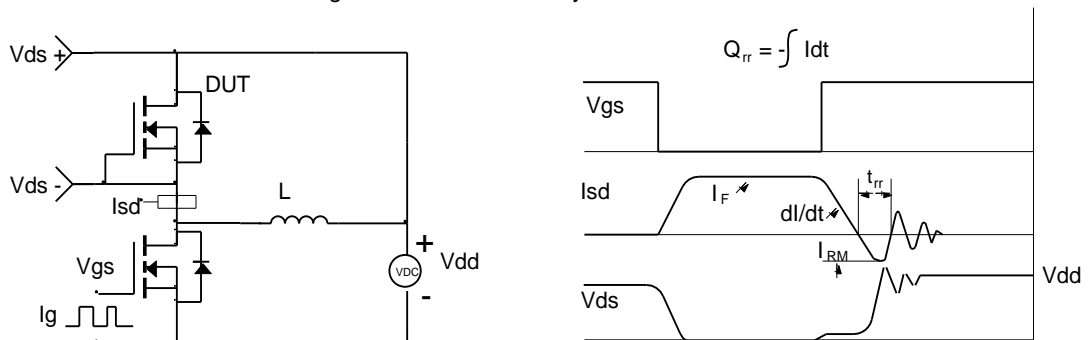 Vds +
DUT
Vds -
Isd
L
Vgs
+
VDC
Vdd
-
Ig
Qrr = -∫ Idt
Vgs
Isd
IF
dI/dt
trr
IRM
Vdd
Vds